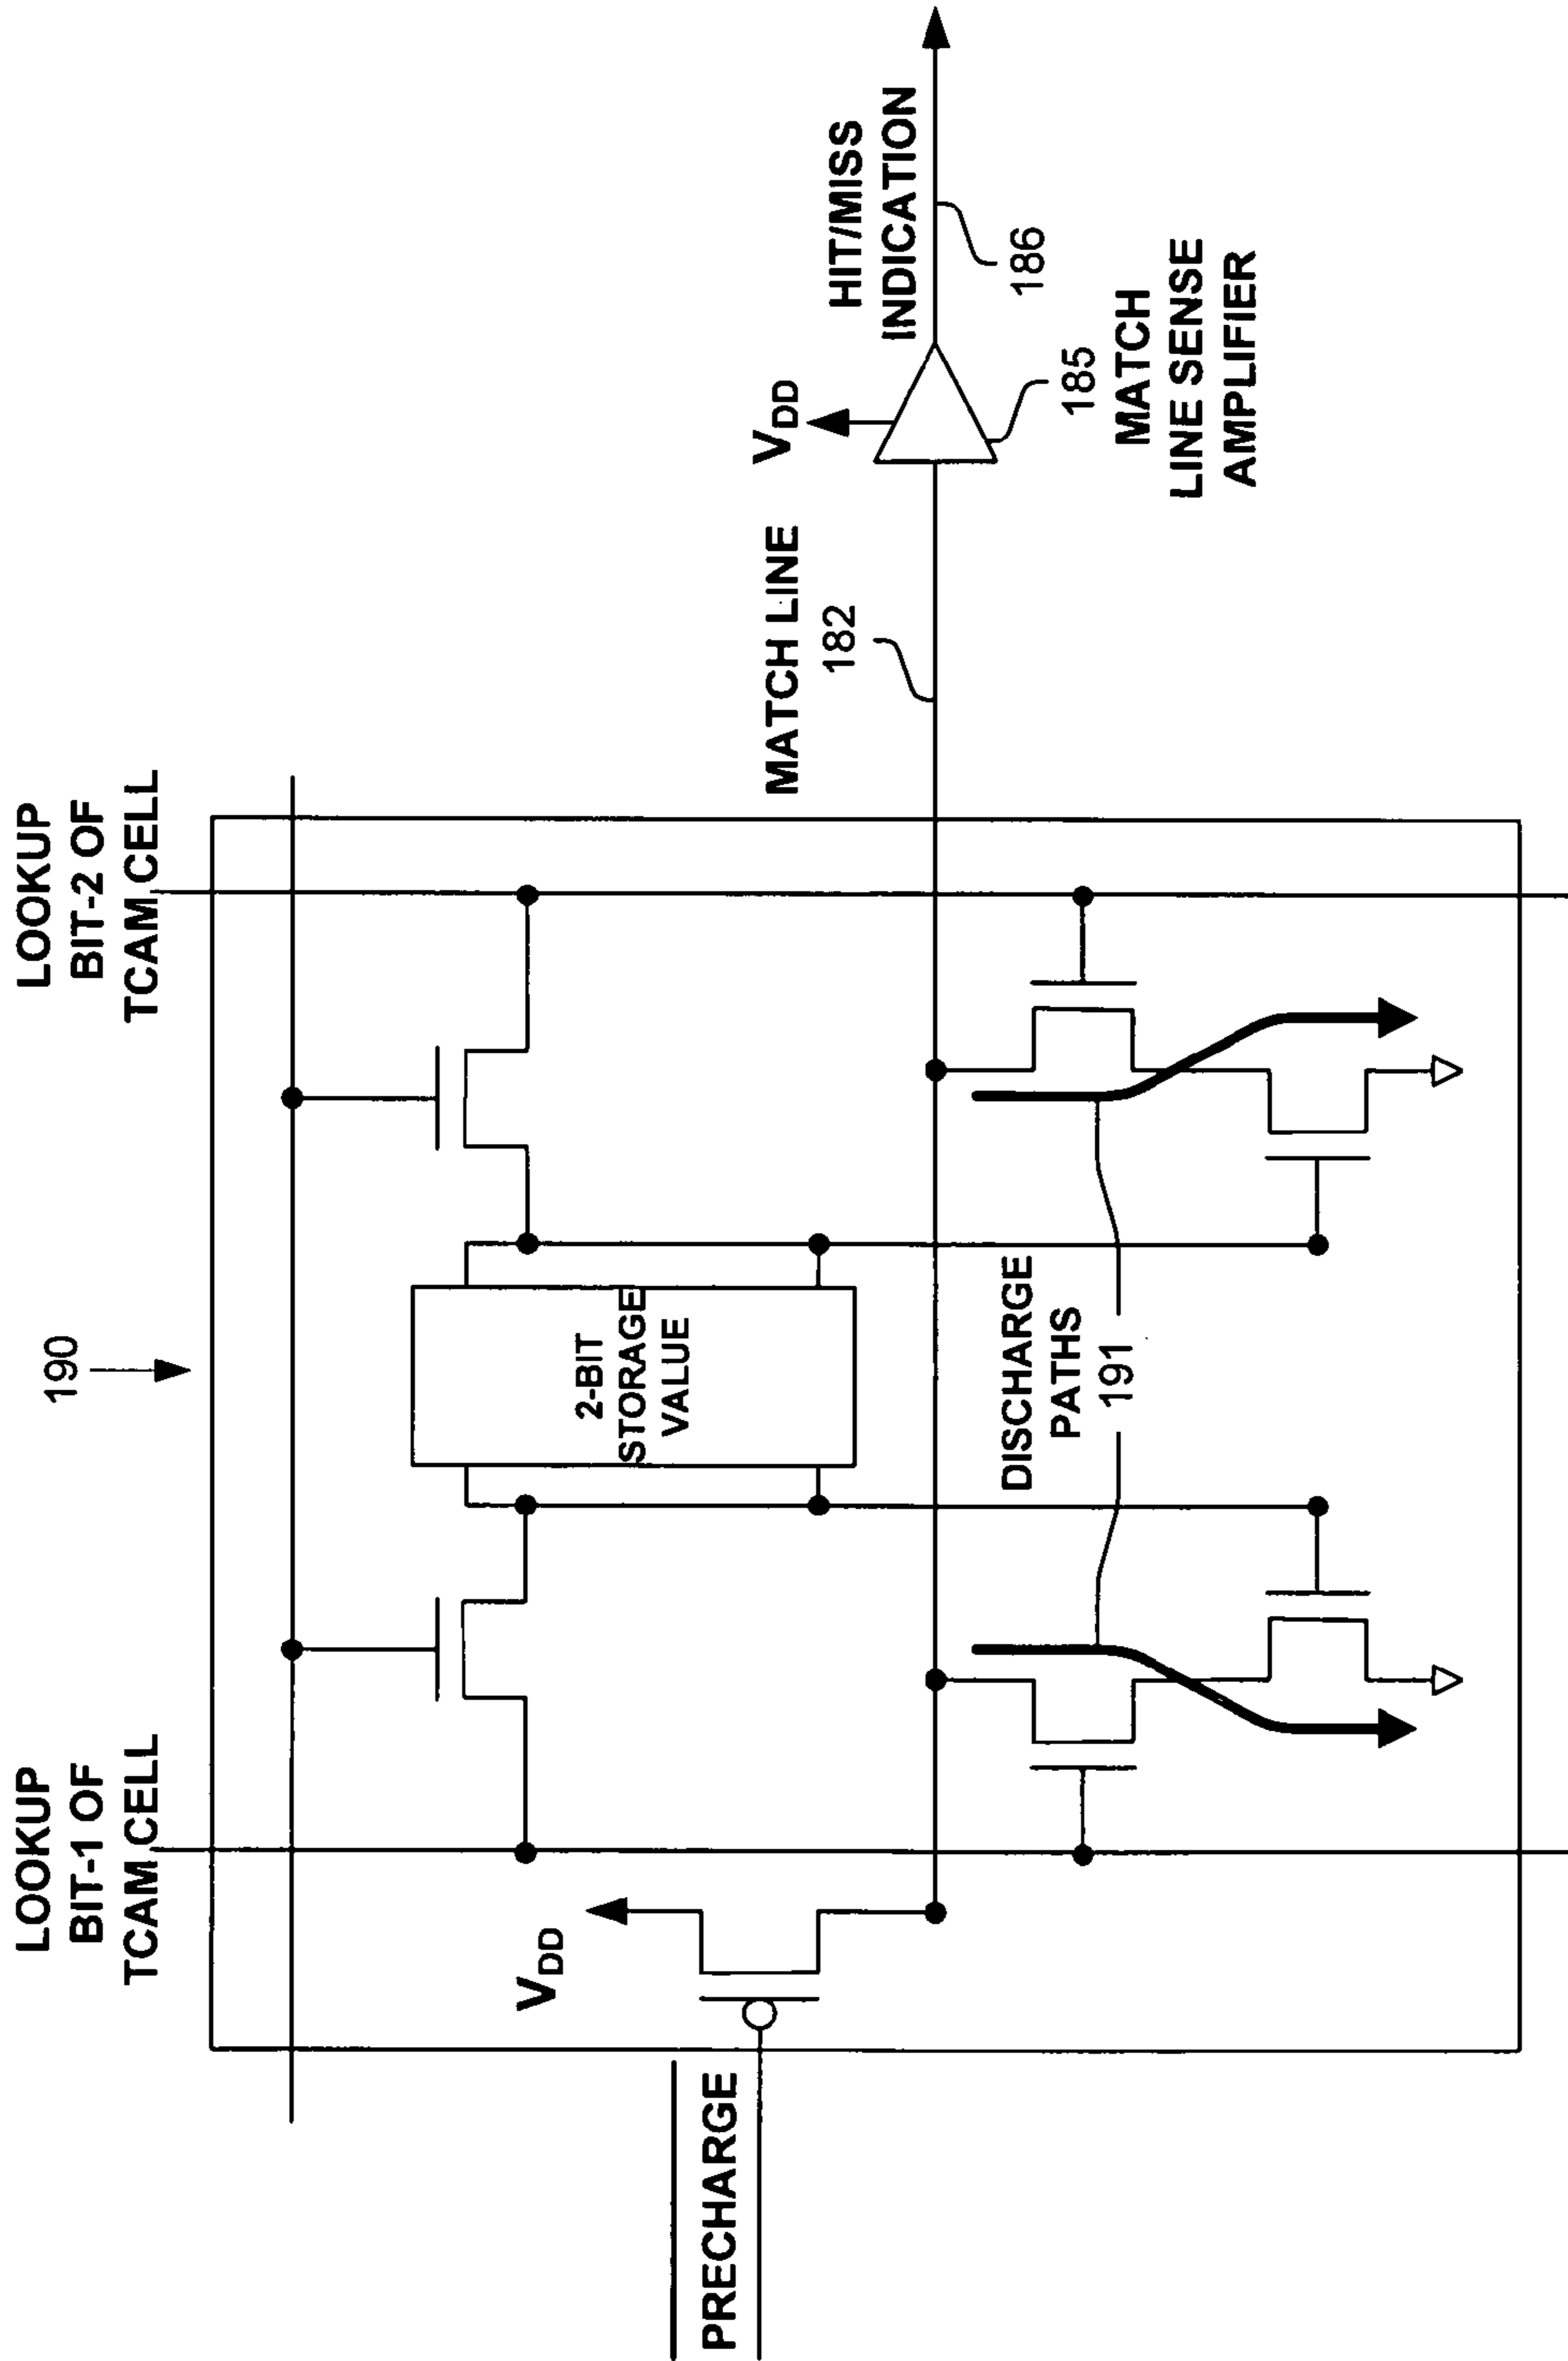 LOOKUP
BIT-1 OF
TCAM CELL
190
LOOKUP
BIT-2 OF
TCAM CELL
VDD
PRECHARGE
2-BIT
STORAGE
VALUE
MATCH LINE
182
VDD
HIT/MISS
INDICATION
186
185
MATCH
LINE SENSE
AMPLIFIER
DISCHARGE
PATHS
191